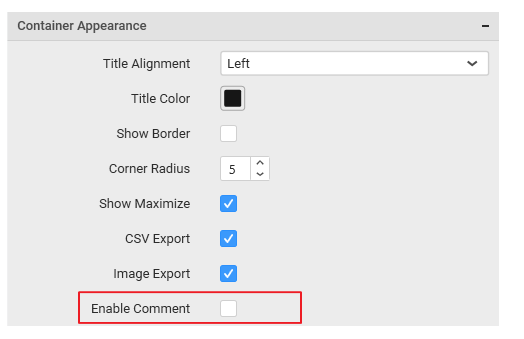 Container Appearance
Title Alignment Left
Title Color
Show Border
Corner Radius 5
Show Maximize
CSV Export
Image Export
Enable Comment